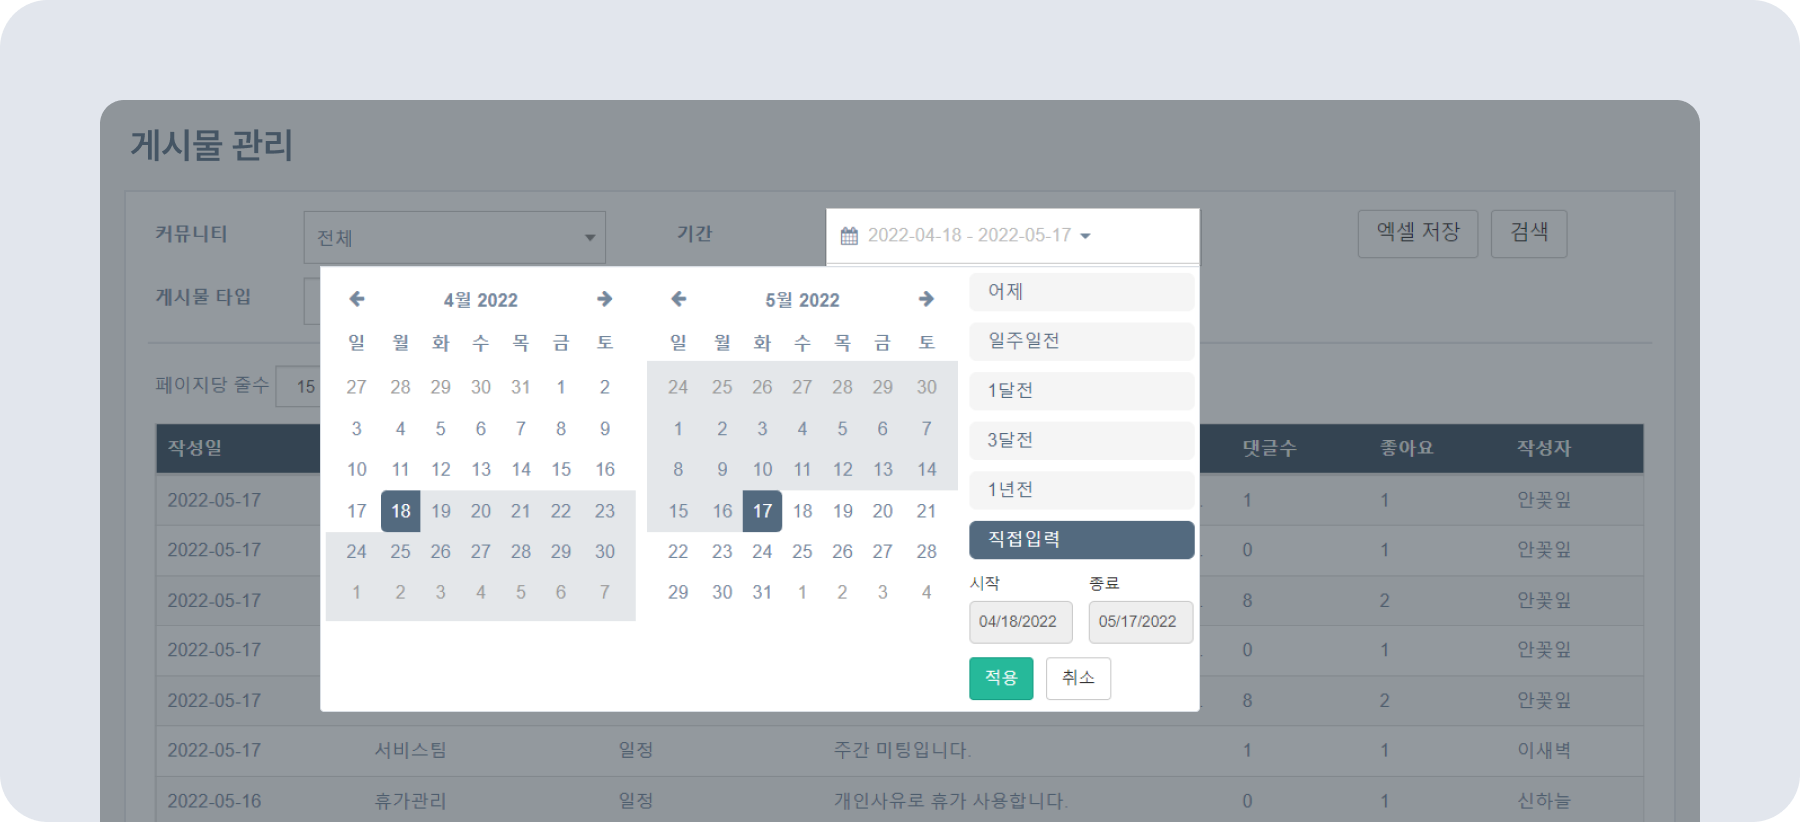 게시물 관리
커뮤니티
전체
기간
2022-04-18 - 2022-05-17
엑셀 저장
검색
게시물 타입
페이지당 줄수
15
4월 2022
일 월 화 수 목 금 토
27 28 29 30 31 1 2
3 4 5 6 7 8 9
10 11 12 13 14 15 16
17 18 19 20 21 22 23
24 25 26 27 28 29 30
1 2 3 4 5 6 7
5월 2022
일 월 화 수 목 금 토
24 25 26 27 28 29 30
1 2 3 4 5 6 7
8 9 10 11 12 13 14
15 16 17 18 19 20 21
22 23 24 25 26 27 28
29 30 31 1 2 3 4
어제
일주일전
1달전
3달전
1년전
직접입력
시작 종료
04/18/2022 05/17/2022
적용 취소
작성일 댓글수 좋아요 작성자
2022-05-17 1 1 안꽃잎
2022-05-17 0 1 안꽃잎
2022-05-17 8 2 안꽃잎
2022-05-17 0 1 안꽃잎
2022-05-17 8 2 안꽃잎
2022-05-17 서비스팀 일정 주간 미팅입니다. 1 1 이새벽
2022-05-16 휴가관리 일정 개인사유로 휴가 사용합니다. 0 1 신하늘